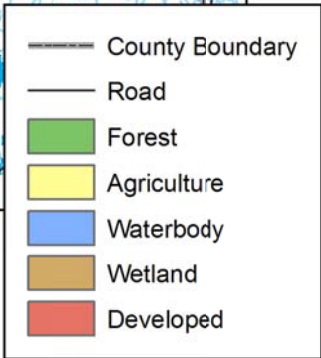 County Boundary
Road
Forest
Agriculture
Waterbody
Wetland
Developed